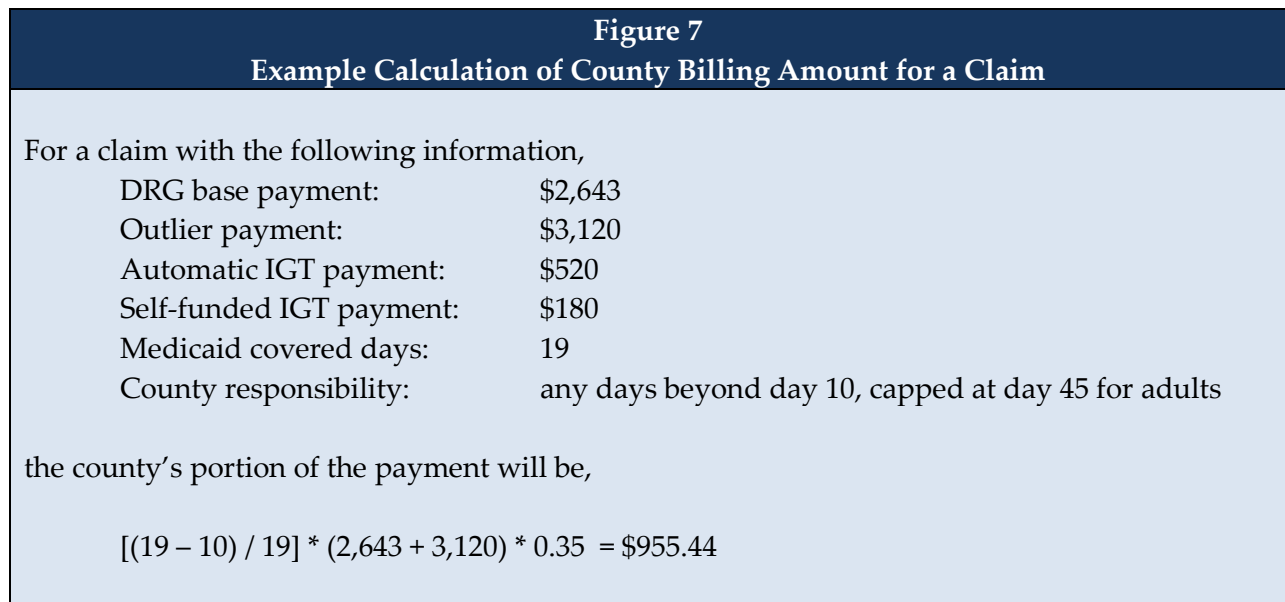 Figure 7
Example Calculation of County Billing Amount for a Claim
For a claim with the following information,
DRG base payment: $2,643
Outlier payment: $3,120
Automatic IGT payment: $520
Self-funded IGT payment: $180
Medicaid covered days: 19
County responsibility: any days beyond day 10, capped at day 45 for adults
the county’s portion of the payment will be,
[(19 – 10) / 19] * (2,643 + 3,120) * 0.35 = $955.44